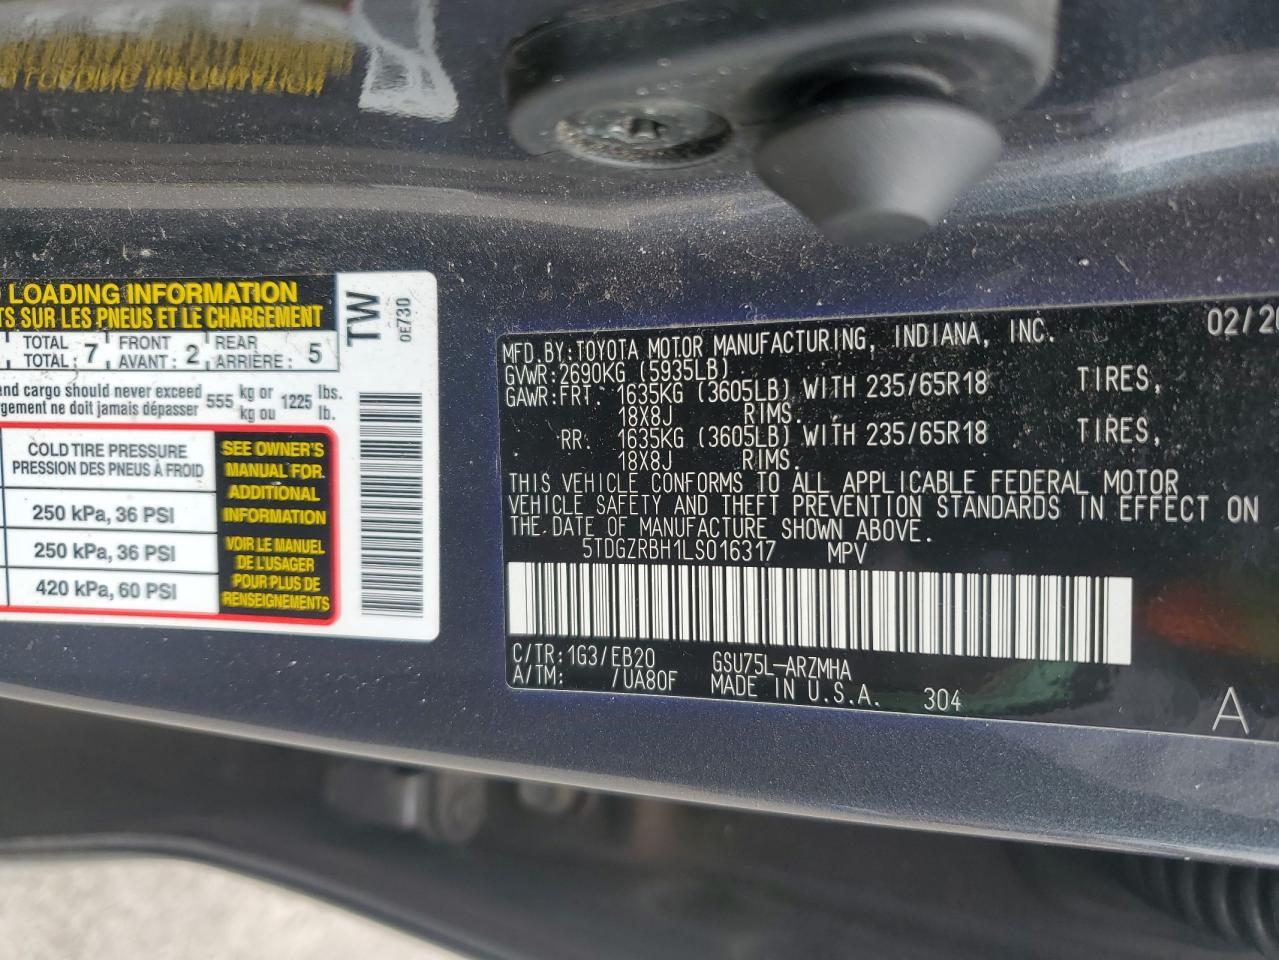 LOADING INFORMATION
TS SUR LES PNEUS ET LE CHARGEMENT
TOTAL
TOTAL: 7
FRONT
AVANT: 2
REAR
ARRIÈRE: 5
and cargo should never exceed 555 kg or 1225 lbs.
rgement ne doit jamais dépasser kg ou lb.
COLD TIRE PRESSURE
PRESSION DES PNEUS À FROID
250 kPa, 36 PSI
250 kPa, 36 PSI
420 kPa, 60 PSI
SEE OWNER'S
MANUAL FOR
ADDITIONAL
INFORMATION
VOIR LE MANUEL
DE L'USAGER
POUR PLUS DE
RENSEIGNEMENTS
TW
0E730
MFD.BY:TOYOTA MOTOR MANUFACTURING, INDIANA, INC. 02/20
GVWR:2690KG (5935LB)
GAWR:FRT. 1635KG (3605LB) WITH 235/65R18 TIRES,
18X8J RIMS.
RR. 1635KG (3605LB) WITH 235/65R18 TIRES,
18X8J RIMS.
THIS VEHICLE CONFORMS TO ALL APPLICABLE FEDERAL MOTOR
VEHICLE SAFETY AND THEFT PREVENTION STANDARDS IN EFFECT ON
THE DATE OF MANUFACTURE SHOWN ABOVE.
5TDGZRBH1LS016317 MPV
C/TR:1G3/EB20 GSU75L-ARZMHA
A/TM: /UA80F MADE IN U.S.A. 304
A